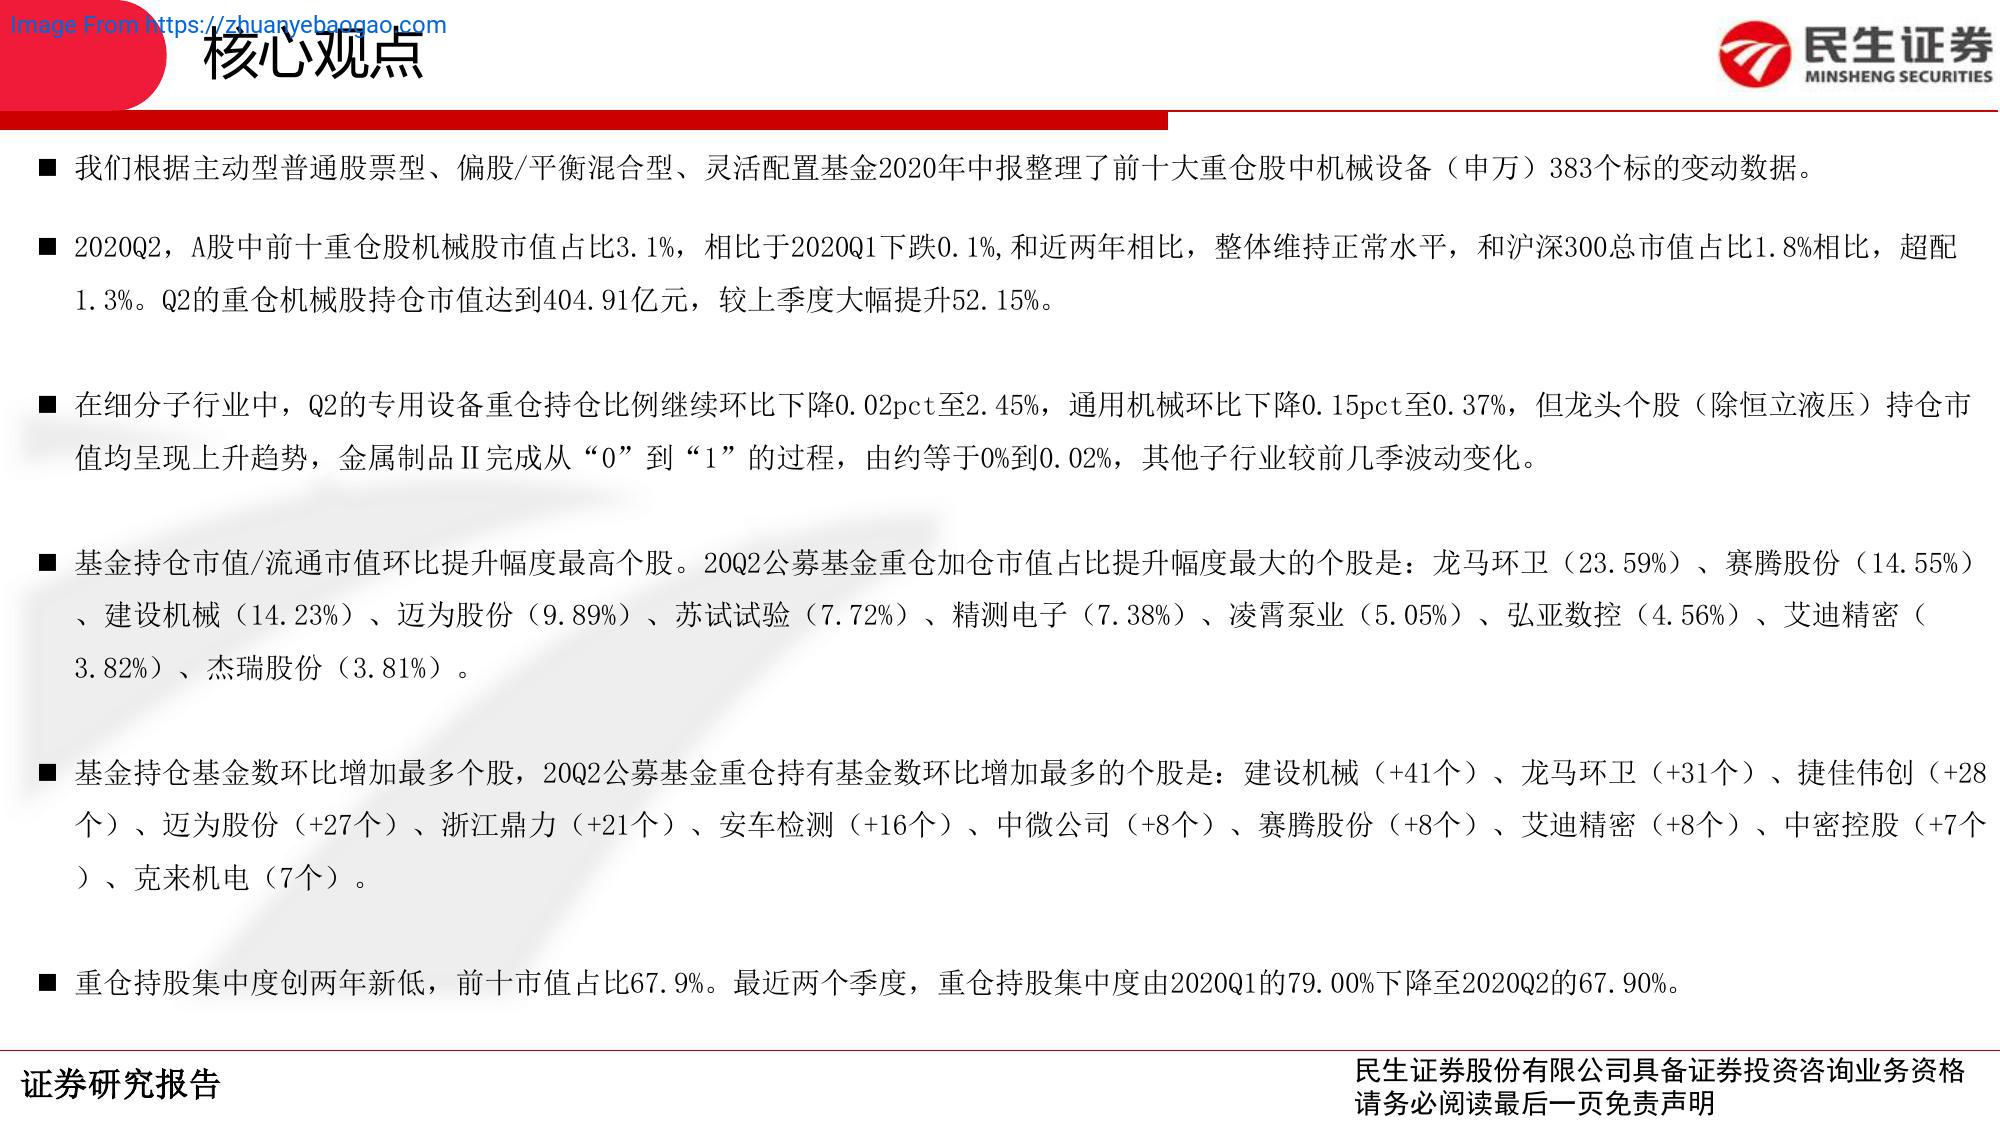 Image From https://zhuanyebaogao.com
核心观点
民生证券
MINSHENG SECURITIES
■ 我们根据主动型普通股票型、偏股/平衡混合型、灵活配置基金2020年中报整理了前十大重仓股中机械设备（申万）383个标的变动数据。
■ 2020Q2，A股中前十重仓股机械股市值占比3.1%，相比于2020Q1下跌0.1%,和近两年相比，整体维持正常水平，和沪深300总市值占比1.8%相比，超配
1.3%。Q2的重仓机械股持仓市值达到404.91亿元，较上季度大幅提升52.15%。
■ 在细分子行业中，Q2的专用设备重仓持仓比例继续环比下降0.02pct至2.45%，通用机械环比下降0.15pct至0.37%，但龙头个股（除恒立液压）持仓市
值均呈现上升趋势，金属制品Ⅱ完成从“0”到“1”的过程，由约等于0%到0.02%，其他子行业较前几季波动变化。
■ 基金持仓市值/流通市值环比提升幅度最高个股。20Q2公募基金重仓加仓市值占比提升幅度最大的个股是：龙马环卫（23.59%）、赛腾股份（14.55%）
、建设机械（14.23%）、迈为股份（9.89%）、苏试试验（7.72%）、精测电子（7.38%）、凌霄泵业（5.05%）、弘亚数控（4.56%）、艾迪精密（
3.82%）、杰瑞股份（3.81%）。
■ 基金持仓基金数环比增加最多个股，20Q2公募基金重仓持有基金数环比增加最多的个股是：建设机械（+41个）、龙马环卫（+31个）、捷佳伟创（+28
个）、迈为股份（+27个）、浙江鼎力（+21个）、安车检测（+16个）、中微公司（+8个）、赛腾股份（+8个）、艾迪精密（+8个）、中密控股（+7个
）、克来机电（7个）。
■ 重仓持股集中度创两年新低，前十市值占比67.9%。最近两个季度，重仓持股集中度由2020Q1的79.00%下降至2020Q2的67.90%。
证券研究报告
民生证券股份有限公司具备证券投资咨询业务资格
请务必阅读最后一页免责声明